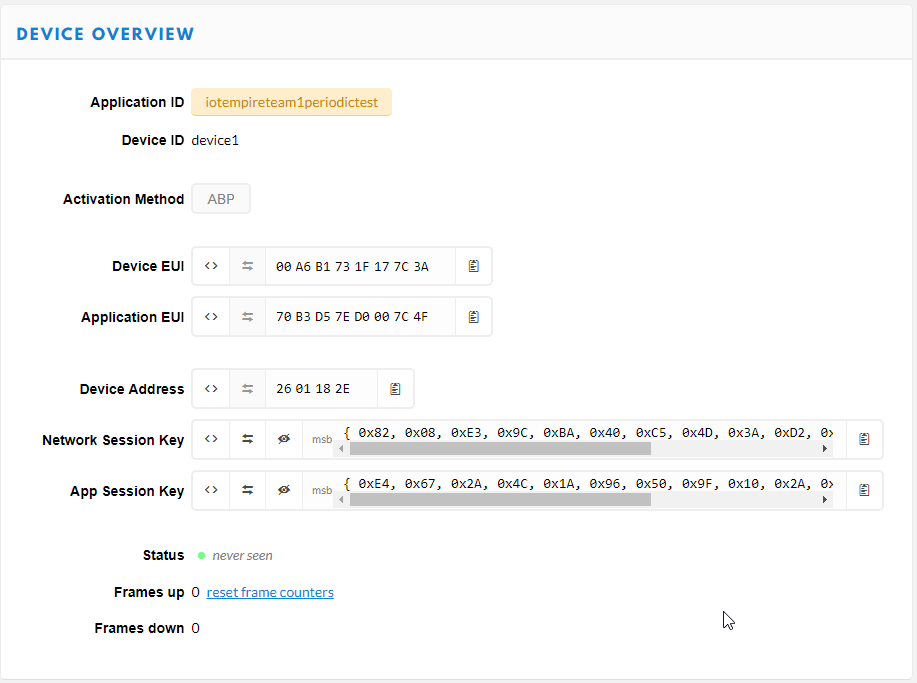 DEVICE OVERVIEW
Application ID iotempireteam1periodictest
Device ID device1
Activation Method ABP
Device EUI <> 00 A6 B1 73 1F 17 7C 3A
Application EUI <> 70 B3 D5 7E D0 00 7C 4F
Device Address <> 26 01 18 2E
Network Session Key <> msb { 0x82, 0x08, 0xE3, 0x9C, 0xBA, 0x40, 0xC5, 0x4D, 0x3A, 0xD2, 0x
App Session Key <> msb { 0xE4, 0x67, 0x2A, 0x4C, 0x1A, 0x96, 0x50, 0x9F, 0x10, 0x2A, 0x
Status never seen
Frames up 0 reset frame counters
Frames down 0